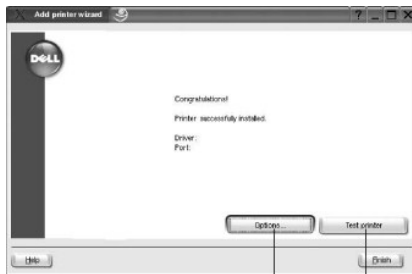 Add printer wizard
DELL
Congratulations!
Printer successfully installed.
Driver:
Port:
Options...
Test printer
Help
Finish